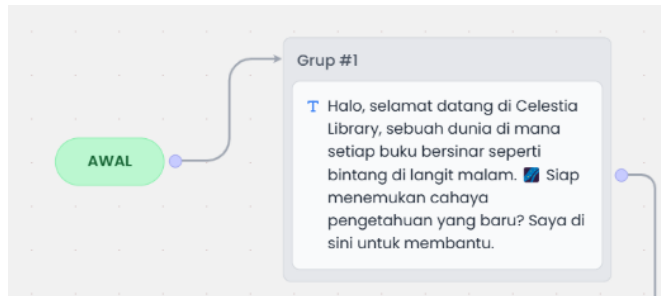 AWAL
Grup #1
T Halo, selamat datang di Celestia
Library, sebuah dunia di mana
setiap buku bersinar seperti
bintang di langit malam. 🌌 Siap
menemukan cahaya
pengetahuan yang baru? Saya di
sini untuk membantu.